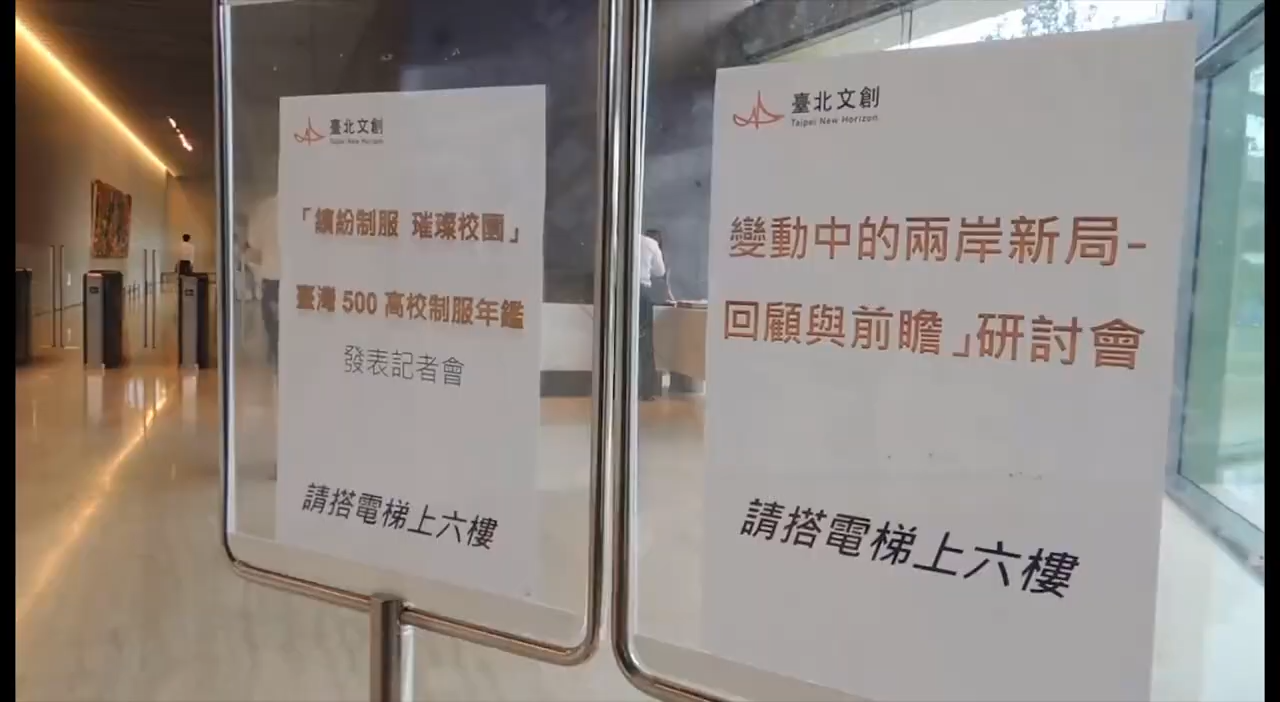 臺北文創
Taipei New Horizon
「繽紛制服 璀璨校園」
臺灣 500 高校制服年鑑
發表記者會
請搭電梯上六樓
臺北文創
Taipei New Horizon
變動中的兩岸新局-
回顧與前瞻」研討會
請搭電梯上六樓